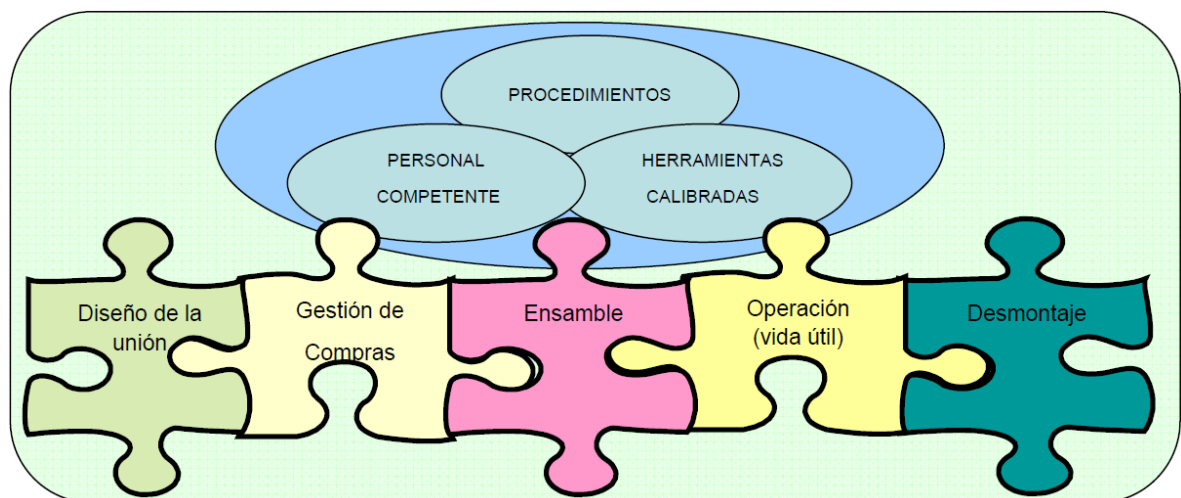 PROCEDIMIENTOS
PERSONAL
COMPETENTE
HERRAMIENTAS
CALIBRADAS
Diseño de la
unión
Gestión de
Compras
Ensamble
Operación
(vida útil)
Desmontaje